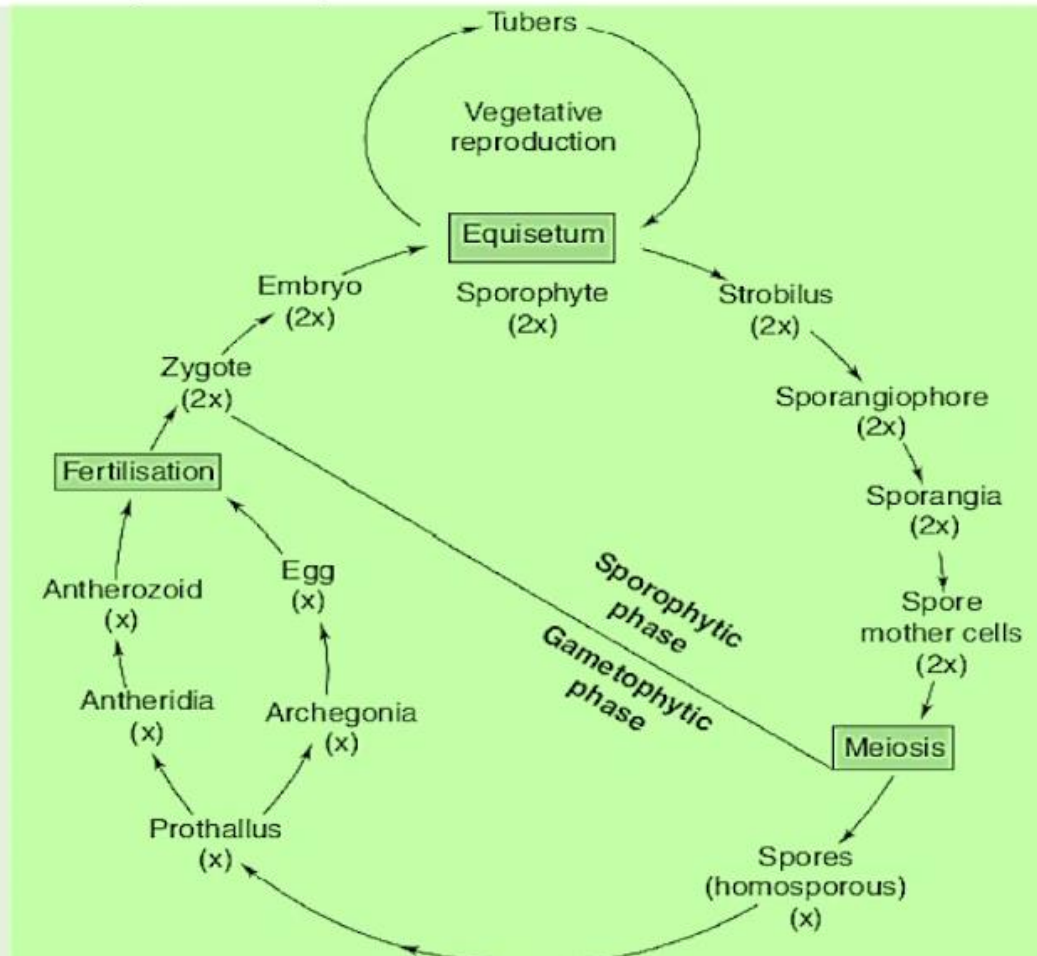 Tubers
Vegetative
reproduction
Equisetum
Sporophyte
(2x)
Strobilus
(2x)
Sporangiophore
(2x)
Sporangia
(2x)
Spore
mother cells
(2x)
Meiosis
Spores
(homosporous)
(x)
Prothallus
(x)
Antheridia
(x)
Antherozoid
(x)
Archegonia
(x)
Egg
(x)
Fertilisation
Zygote
(2x)
Embryo
(2x)
Sporophytic
phase
Gametophytic
phase